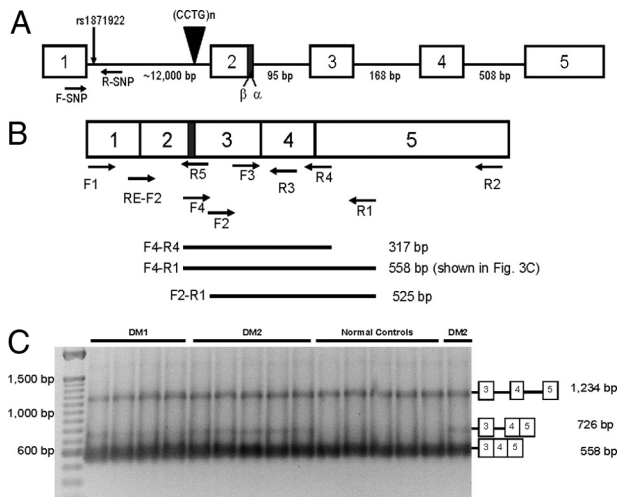 A
rs1871922
(CCTG)n
1
2
3
4
5
F-SNP
R-SNP
~12,000 bp
β α
95 bp
168 bp
508 bp
B
1
2
3
4
5
F1
RE-F2
R5
F4
F2
F3
R3
R4
R1
R2
F4-R4
317 bp
F4-R1
558 bp (shown in Fig. 3C)
F2-R1
525 bp
C
DM1
DM2
Normal Controls
DM2
1,500 bp
1,000 bp
600 bp
3 4 5
1,234 bp
3 4 5
726 bp
3 4 5
558 bp